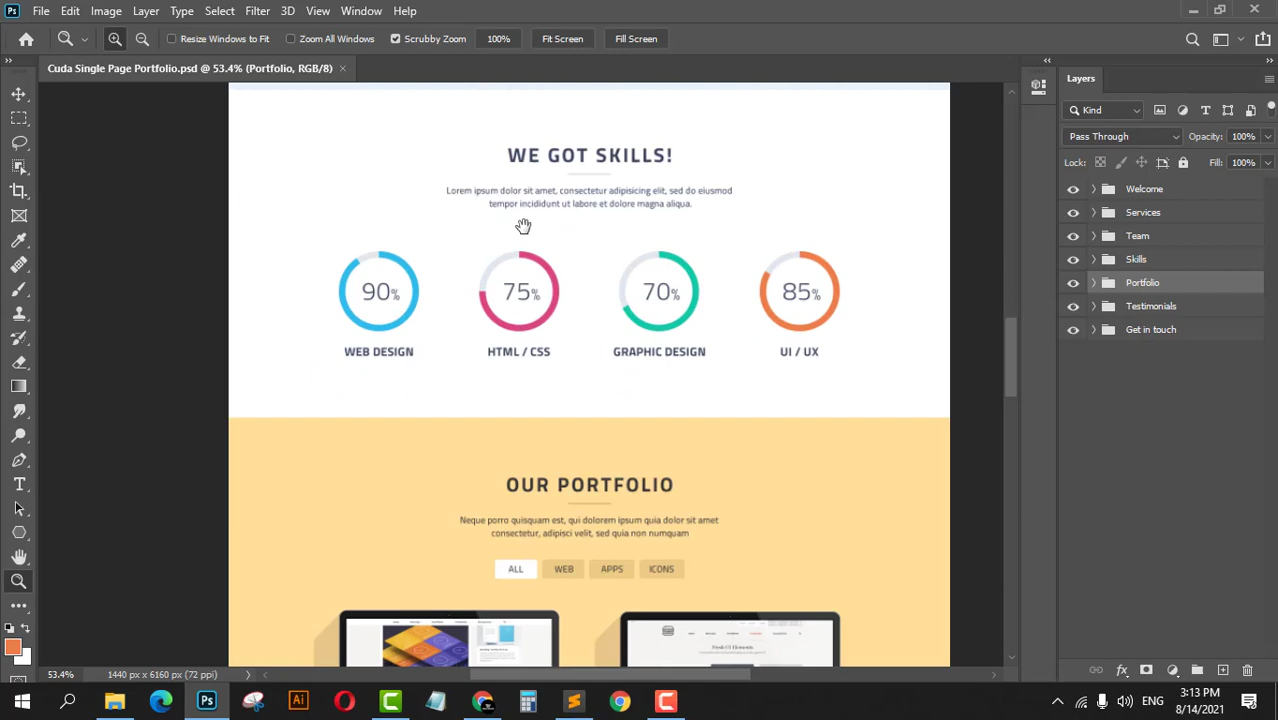 Ps File Edit Image Layer Type Select Filter 3D View Window Help
Resize Windows to Fit Zoom All Windows Scrubby Zoom 100% Fit Screen Fill Screen
Cuda Single Page Portfolio.psd @ 53.4% (Portfolio, RGB/8)
Layers
Kind
Pass Through Opacity: 100%
Lock: Fill: 100%
Welcome
Services
Team
Skills
Portfolio
Testimonials
Get in touch
WE GOT SKILLS!
Lorem ipsum dolor sit amet, consectetur adipisicing elit, sed do eiusmod
tempor incididunt ut labore et dolore magna aliqua.
90% 75% 70% 85%
WEB DESIGN HTML / CSS GRAPHIC DESIGN UI / UX
OUR PORTFOLIO
Neque porro quisquam est, qui dolorem ipsum quia dolor sit amet
consectetur, adipisci velit, sed quia non numquam
ALL WEB APPS ICONS
Fresh UI Elements
53.4% 1440 px x 6160 px (72 ppi)
Ps Ai ENG
8/14/2021